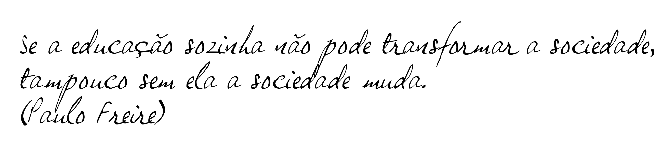 Se a educação sozinha não pode transformar a sociedade,
tampouco sem ela a sociedade muda.
(Paulo Freire)